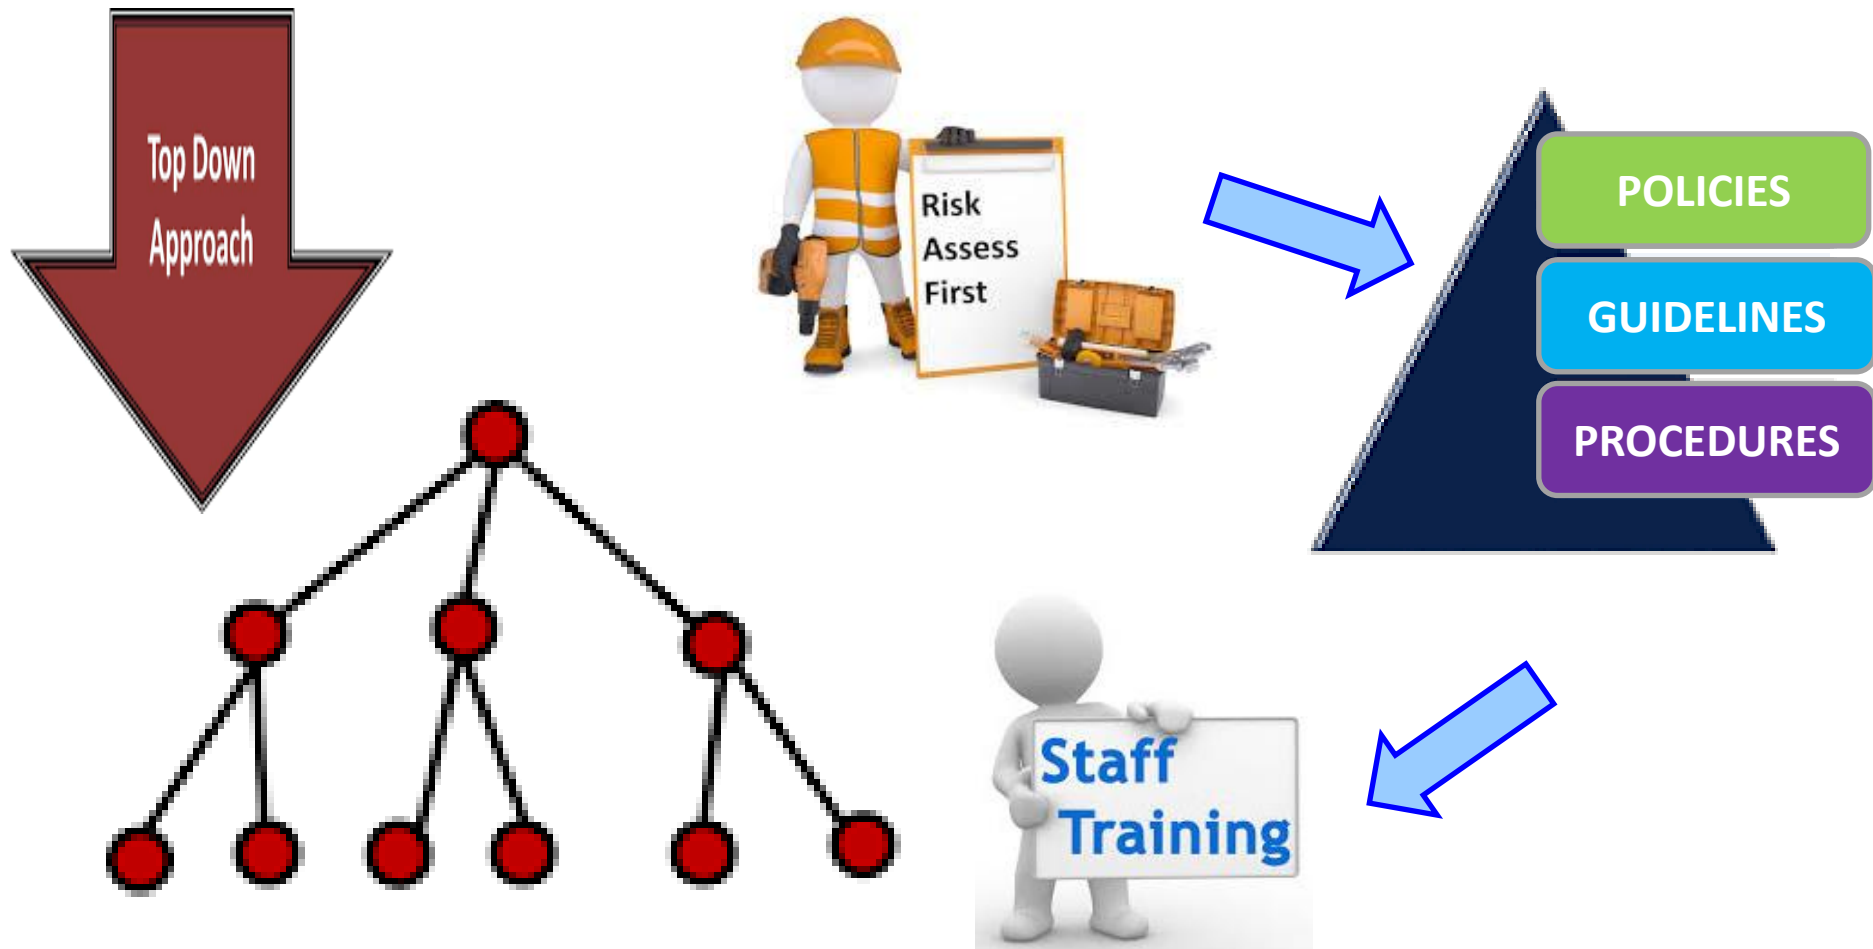 Top Down
Approach
Risk
Assess
First
POLICIES
GUIDELINES
PROCEDURES
Staff
Training